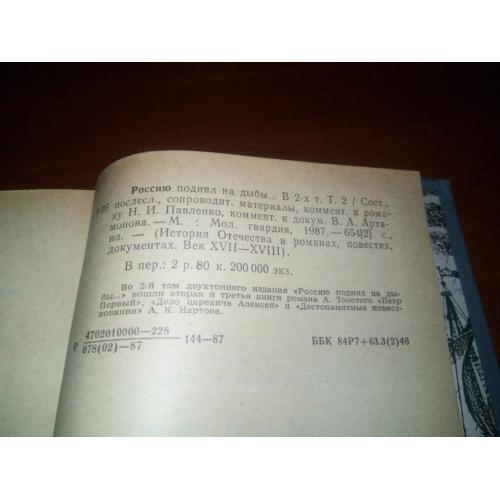 Россию поднял на дыбы... В 2-х т. Т. 2 / Сост.,
Р 76 послесл., сопроводит. материалы, коммент. к рома-
ну Н. И. Павленко, коммент. к докум. В. А. Арта-
монова. — М. : Мол. гвардии, 1987. — 654[2] с.,
ил. — (История Отечества в романах, повестях,
документах. Век XVII—XVIII).
В пер.: 2 р. 80 к. 200 000 экз.
Во 2-й том двухтомного издания «Россию поднял на ды-
бы...» вошли вторая и третья книги романа А. Толстого «Петр
Первый», «Дело царевича Алексея» и «Достопамятные повест-
вования» А. К. Нартова.
Р 4702010000—228
078(02)—87 144—87 ББК 84Р7+63.3(2)46